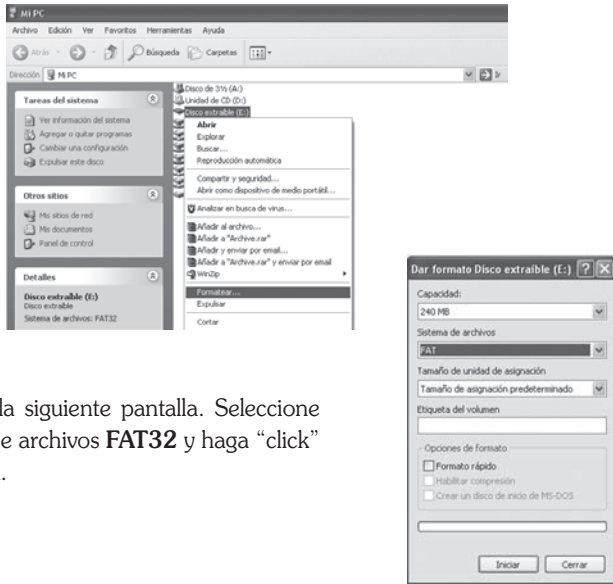 Mi PC
Archivo Edición Ver Favoritos Herramientas Ayuda
Atrás Búsqueda Carpetas
Dirección Mi PC Ir
Tareas del sistema
Ver información del sistema
Agregar o quitar programas
Cambiar una configuración
Expulsar este disco
Otros sitios
Mis sitios de red
Mis documentos
Panel de control
Detalles
Disco extraíble (E:)
Disco extraíble
Sistema de archivos: FAT32
Disco de 3½ (A:)
Unidad de CD (D:)
Disco extraíble (E:)
Abrir
Explorar
Buscar...
Reproducción automática
Compartir y seguridad...
Abrir como dispositivo de medio portátil...
Analizar en busca de virus...
Añadir al archivo...
Añadir a "Archive.rar"
Añadir y enviar por email...
Añadir a "Archive.rar" y enviar por email
WinZip
Formatear...
Expulsar
Cortar
la siguiente pantalla. Seleccione
e archivos FAT32 y haga “click”
Dar formato Disco extraíble (E:)
Capacidad:
240 MB
Sistema de archivos
FAT
Tamaño de unidad de asignación
Tamaño de asignación predeterminado
Etiqueta del volumen
Opciones de formato
Formato rápido
Habilitar compresión
Crear un disco de inicio de MS-DOS
Iniciar Cerrar